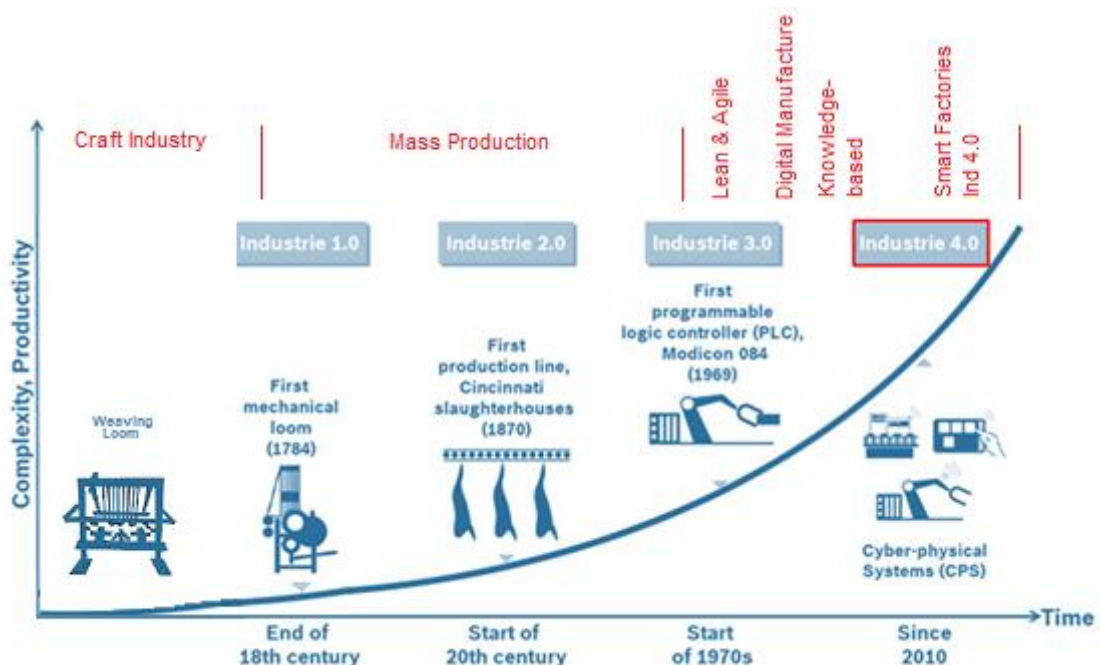 Craft Industry
Mass Production
Lean & Agile
Digital Manufacture
Knowledge-
based
Smart Factories
Ind 4.0
Industrie 1.0
Industrie 2.0
Industrie 3.0
Industrie 4.0
Complexity, Productivity
Weaving
Loom
First
mechanical
loom
(1784)
First
production line,
Cincinnati
slaughterhouses
(1870)
First
programmable
logic controller (PLC),
Modicon 084
(1969)
Cyber-physical
Systems (CPS)
Time
End of
18th century
Start of
20th century
Start
of 1970s
Since
2010